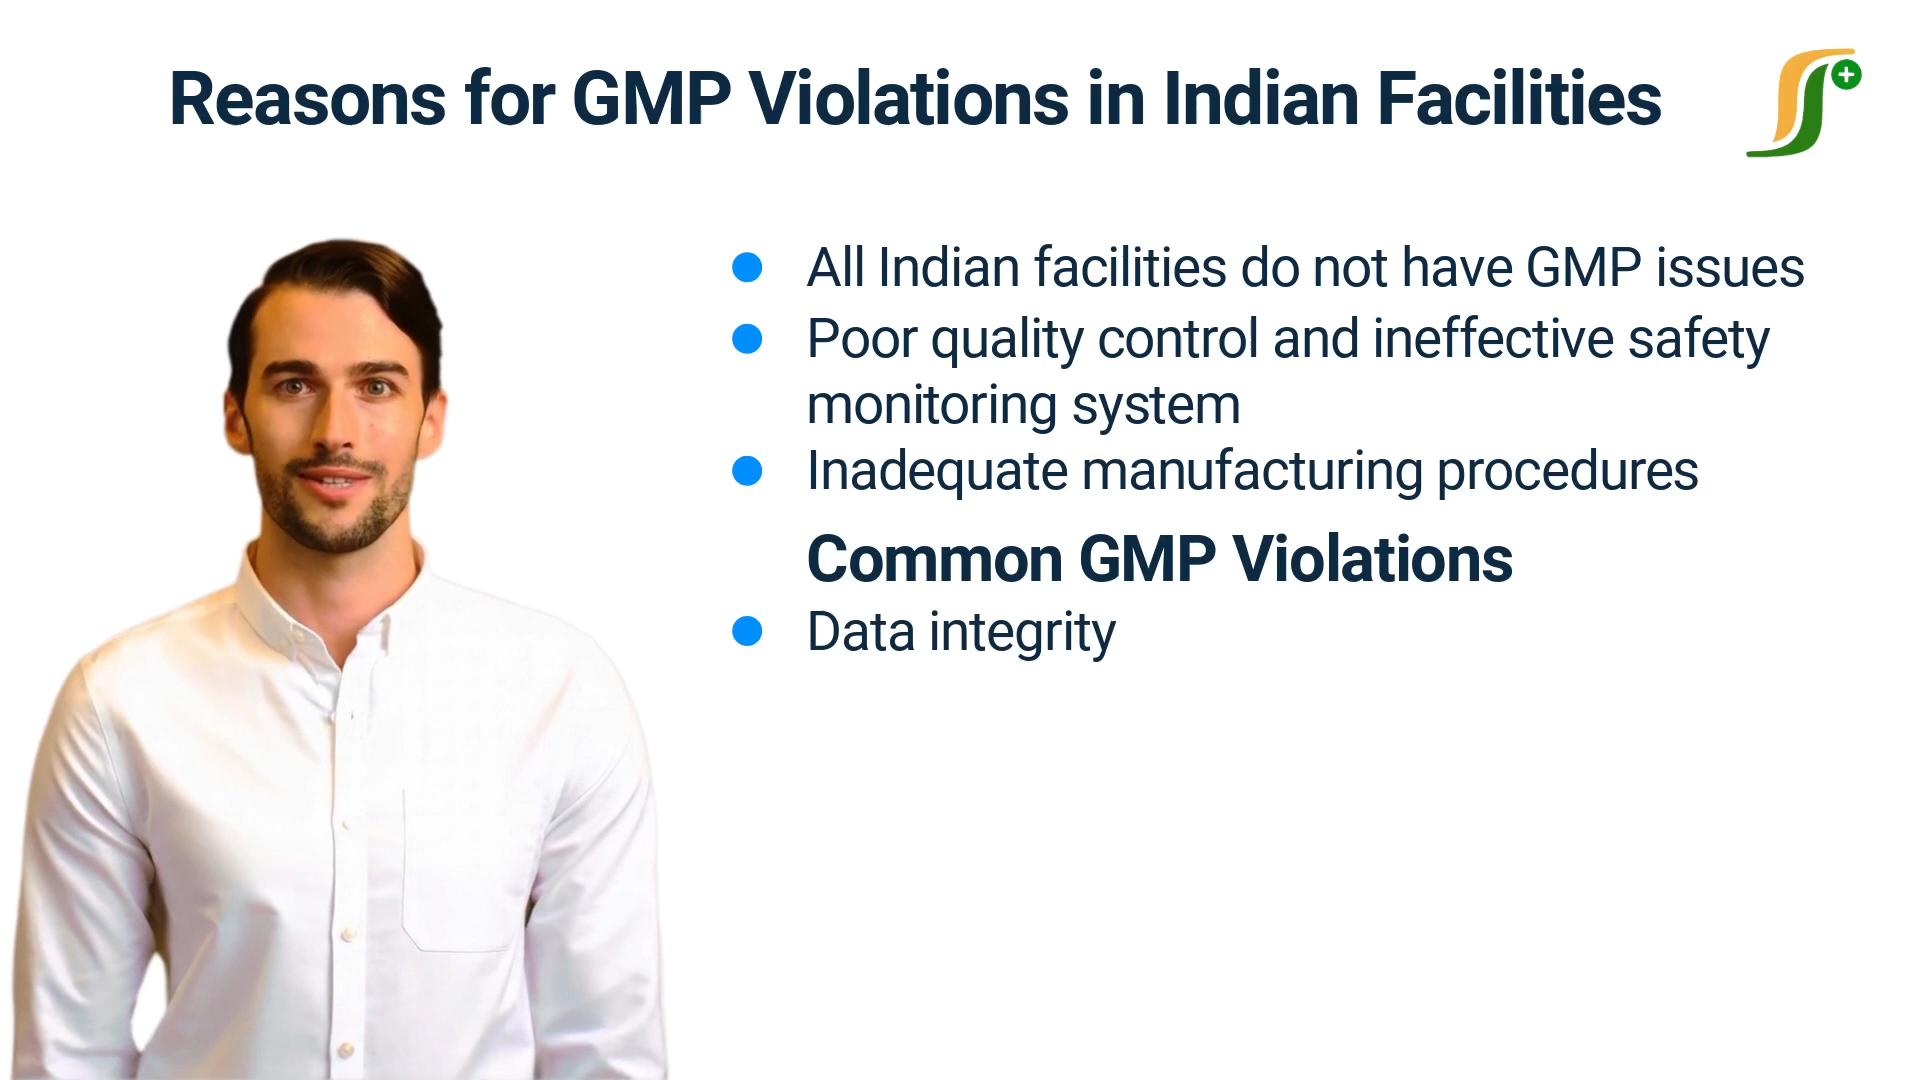 Reasons for GMP Violations in Indian Facilities
All Indian facilities do not have GMP issues
Poor quality control and ineffective safety
monitoring system
Inadequate manufacturing procedures
Common GMP Violations
Data integrity